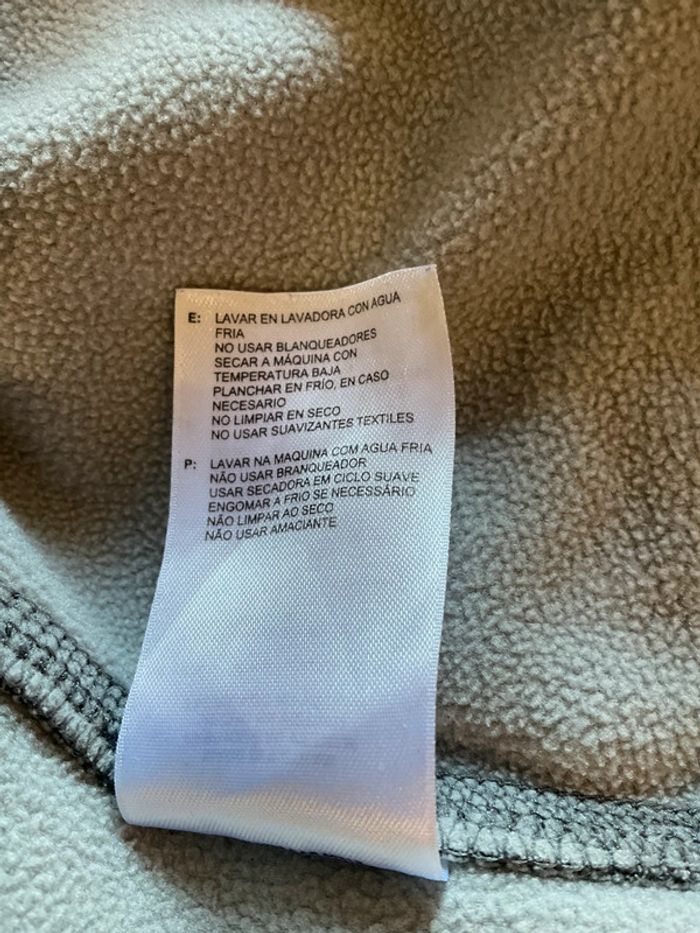 E: LAVAR EN LAVADORA CON AGUA
FRIA
NO USAR BLANQUEADORES
SECAR A MÁQUINA CON
TEMPERATURA BAJA
PLANCHAR EN FRÍO, EN CASO
NECESARIO
NO LIMPIAR EN SECO
NO USAR SUAVIZANTES TEXTILES
P: LAVAR NA MAQUINA COM AGUA FRIA
NÃO USAR BRANQUEADOR
USAR SECADORA EM CICLO SUAVE
ENGOMAR A FRIO SE NECESSÁRIO
NÃO LIMPAR AO SECO
NÃO USAR AMACIANTE